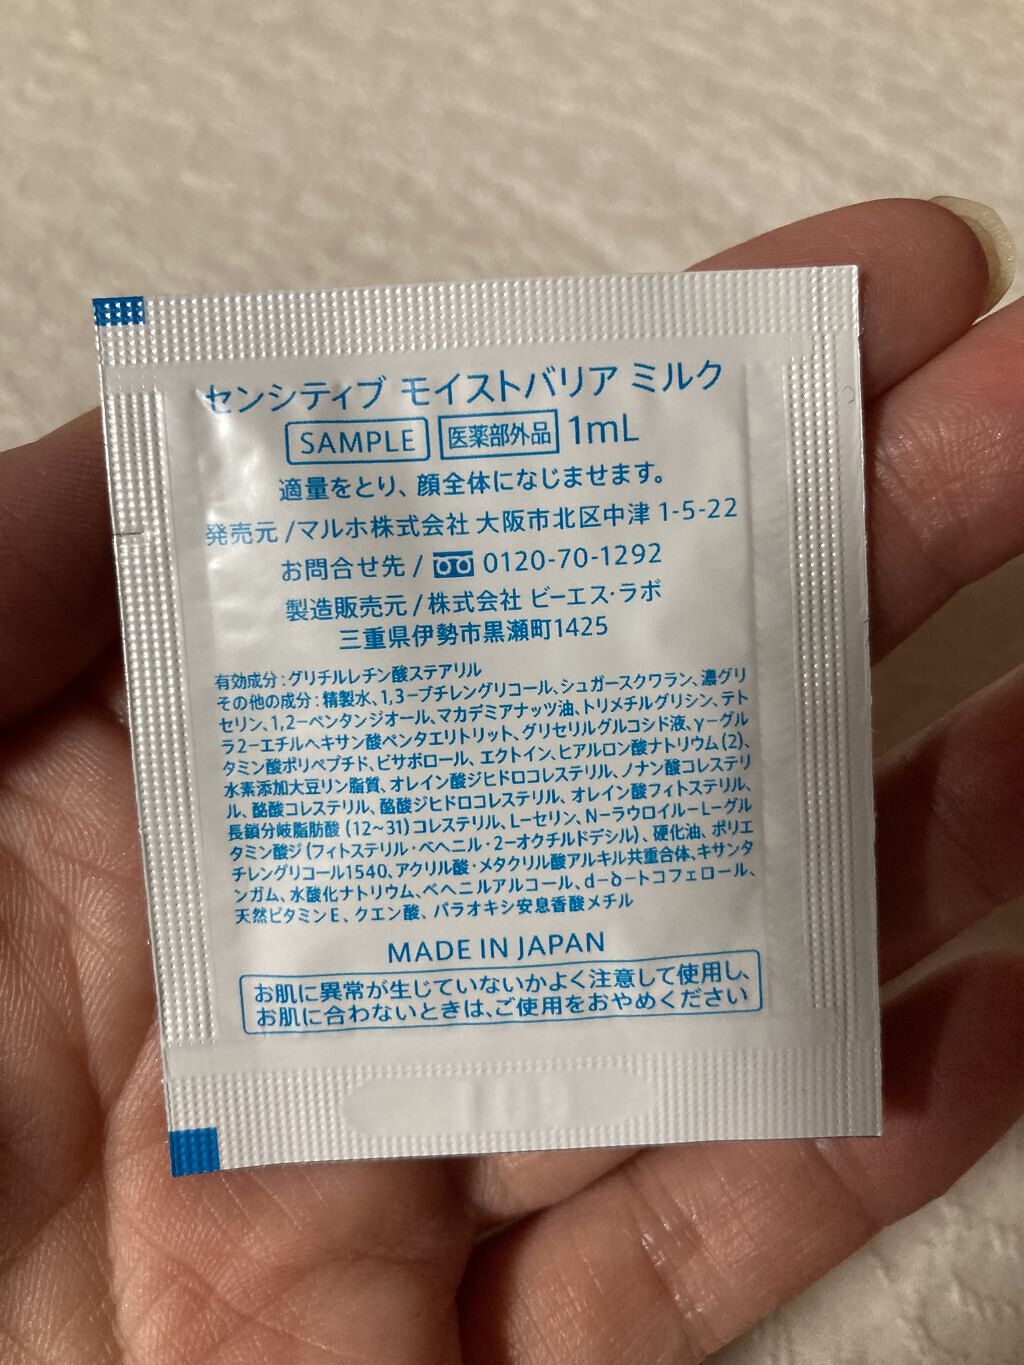 センシティブ モイストバリア ミルク
SAMPLE 医薬部外品 1mL
適量をとり、顔全体になじませます。
発売元/マルホ株式会社 大阪市北区中津 1-5-22
お問合せ先/ 0120-70-1292
製造販売元/株式会社 ビーエス・ラボ
三重県伊勢市黒瀬町1425
有効成分:グリチルレチン酸ステアリル
その他の成分:精製水、1,3-ブチレングリコール、シュガースクワラン、濃グリ
セリン、1,2-ペンタンジオール、マカデミアナッツ油、トリメチルグリシン、テト
ラ2-エチルヘキサン酸ペンタエリトリット、グリセリルグルコシド液、γ-グル
タミン酸ポリペプチド、ビサボロール、エクトイン、ヒアルロン酸ナトリウム(2)、
水素添加大豆リン脂質、オレイン酸ジヒドロコレステリル、ノナン酸コレステリ
ル、酪酸コレステリル、酪酸ジヒドロコレステリル、オレイン酸フィトステリル、
長鎖分岐脂肪酸(12~31)コレステリル、L-セリン、N-ラウロイル-L-グル
タミン酸ジ(フィトステリル・ベヘニル・2-オクチルドデシル)、硬化油、ポリエ
チレングリコール1540、アクリル酸・メタクリル酸アルキル共重合体、キサンタ
ンガム、水酸化ナトリウム、ベヘニルアルコール、d-δ-トコフェロール、
天然ビタミンE、クエン酸、パラオキシ安息香酸メチル
MADE IN JAPAN
お肌に異常が生じていないかよく注意して使用し、
お肌に合わないときは、ご使用をおやめください